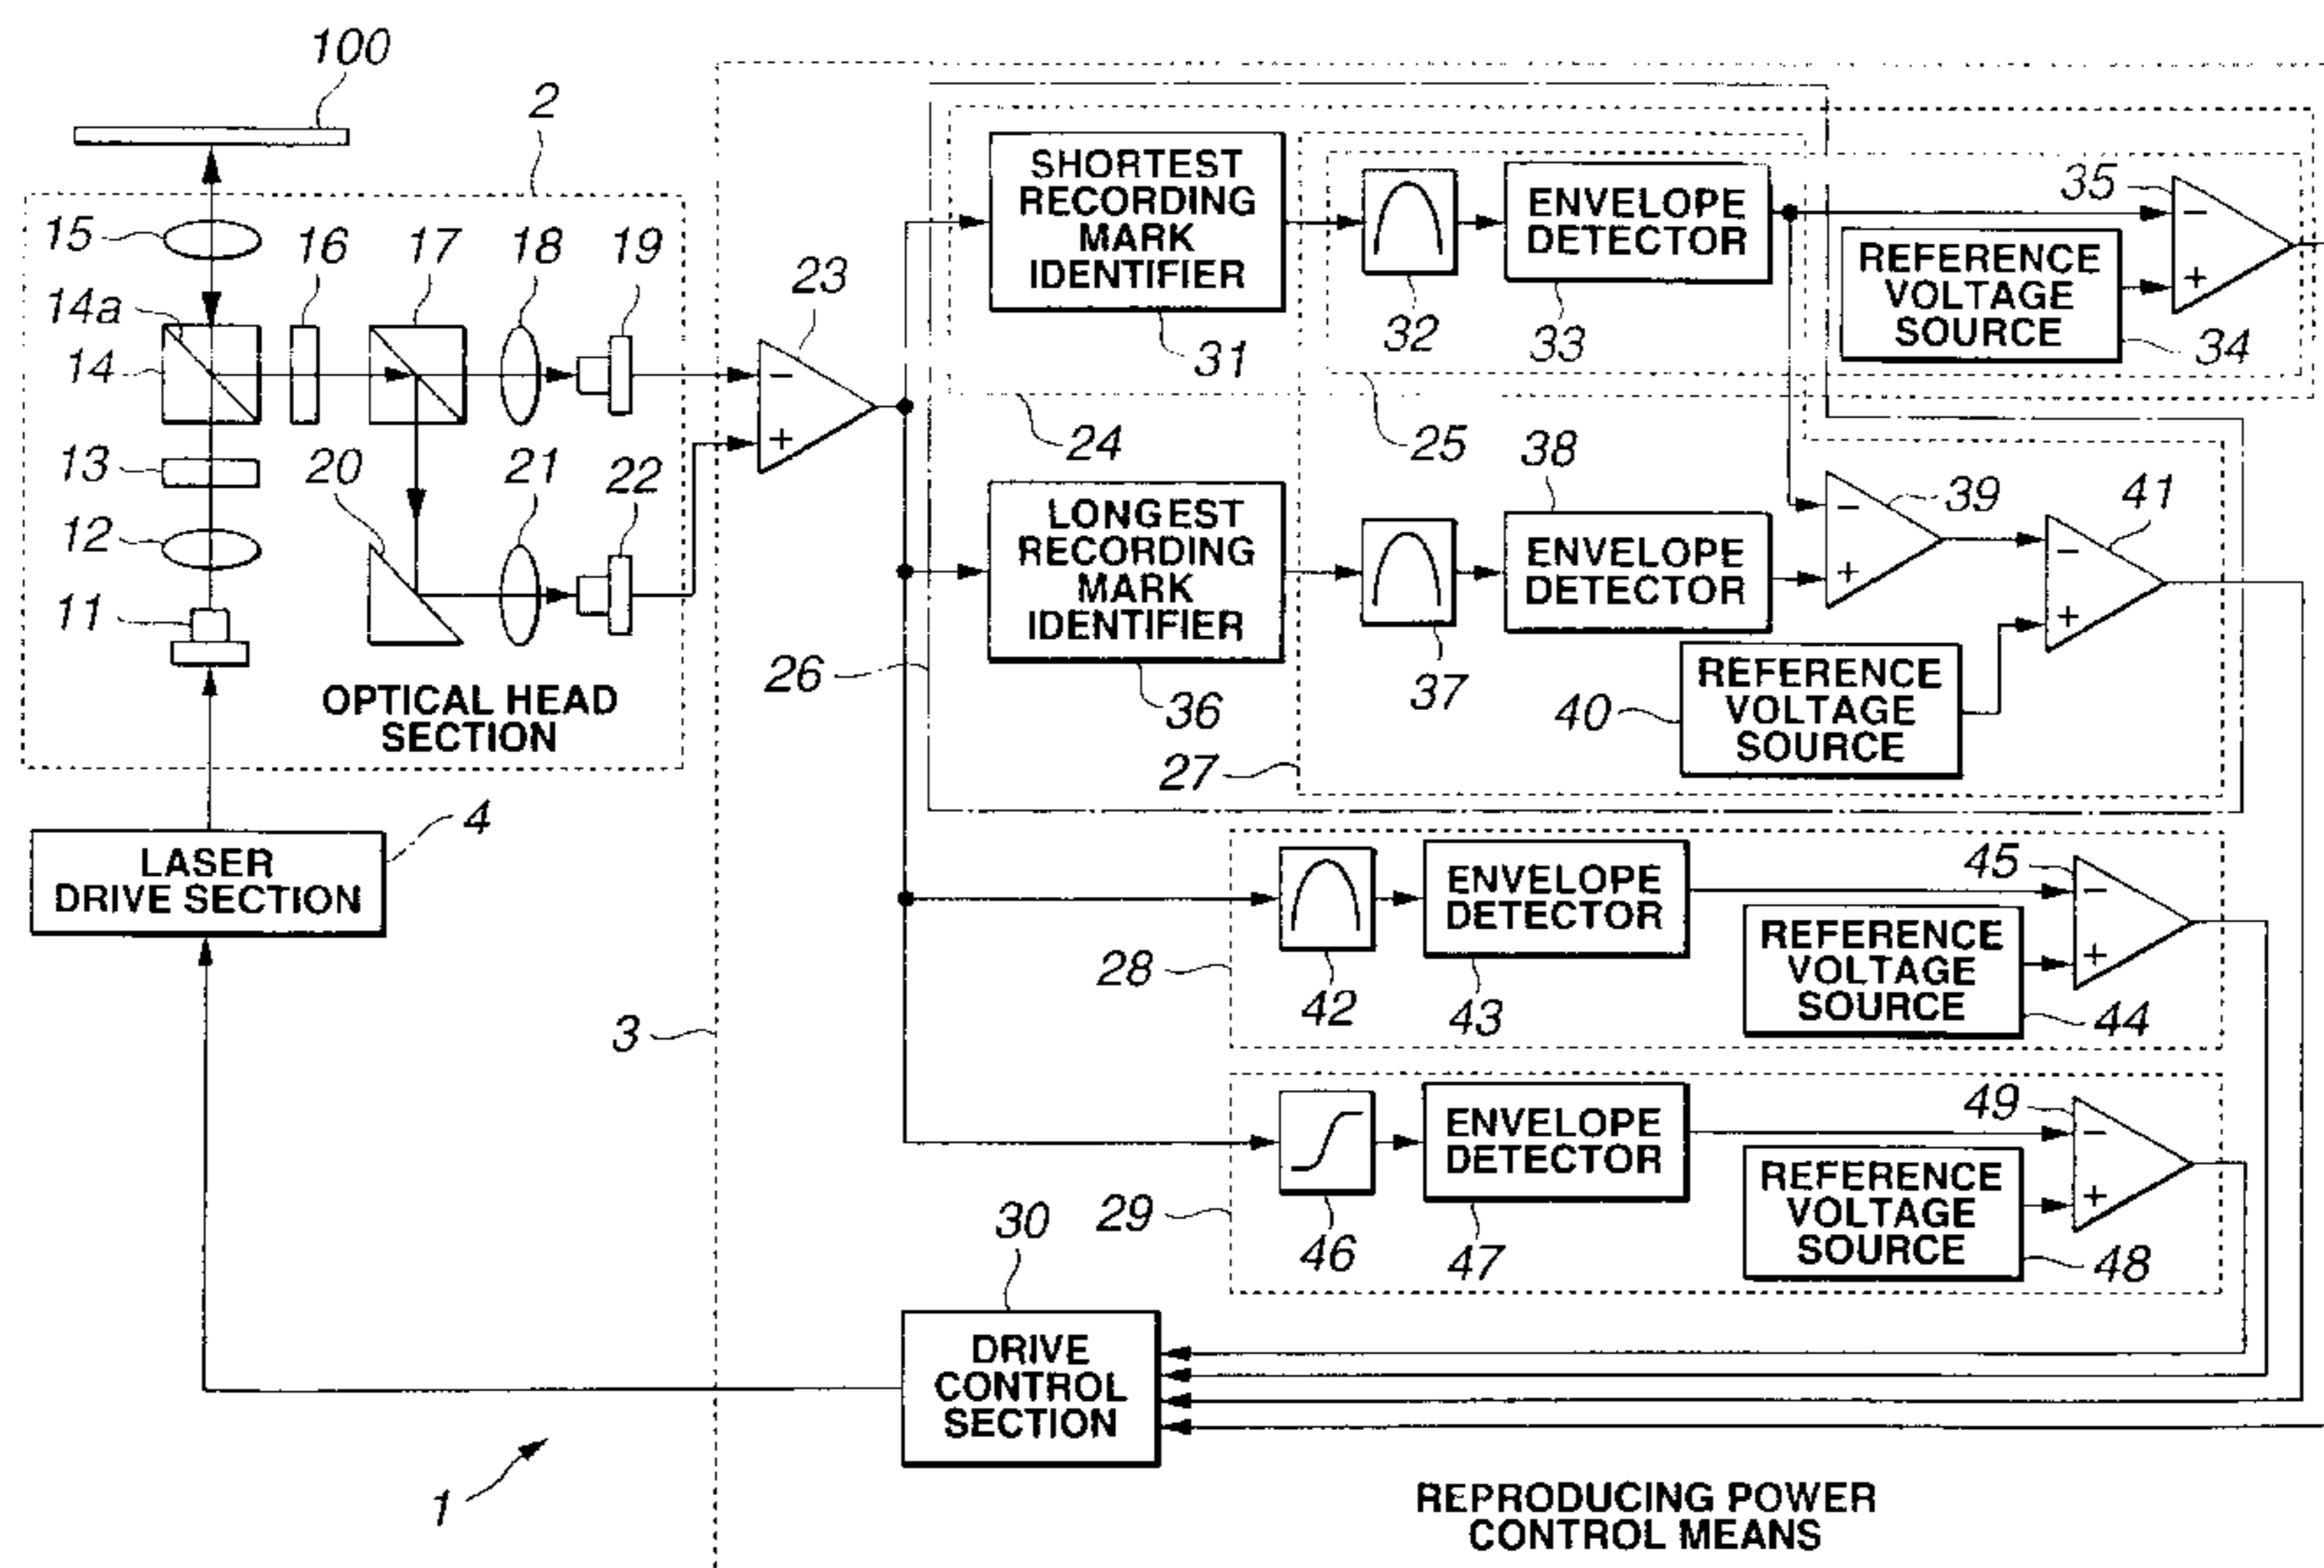 100
2
15
16
17
18
19
14a
14
13
20
21
22
12
11
OPTICAL HEAD
SECTION
4
LASER
DRIVE SECTION
23
SHORTEST
RECORDING
MARK
IDENTIFIER
31
24
32
ENVELOPE
DETECTOR
33
25
35
−
+
REFERENCE
VOLTAGE
SOURCE
34
−
+
LONGEST
RECORDING
MARK
IDENTIFIER
36
26
37
38
ENVELOPE
DETECTOR
39
−
+
41
−
+
40
REFERENCE
VOLTAGE
SOURCE
27
28
42
ENVELOPE
DETECTOR
43
45
−
+
REFERENCE
VOLTAGE
SOURCE
44
3
29
46
ENVELOPE
DETECTOR
47
49
−
+
REFERENCE
VOLTAGE
SOURCE
48
30
DRIVE
CONTROL
SECTION
1
REPRODUCING POWER
CONTROL MEANS